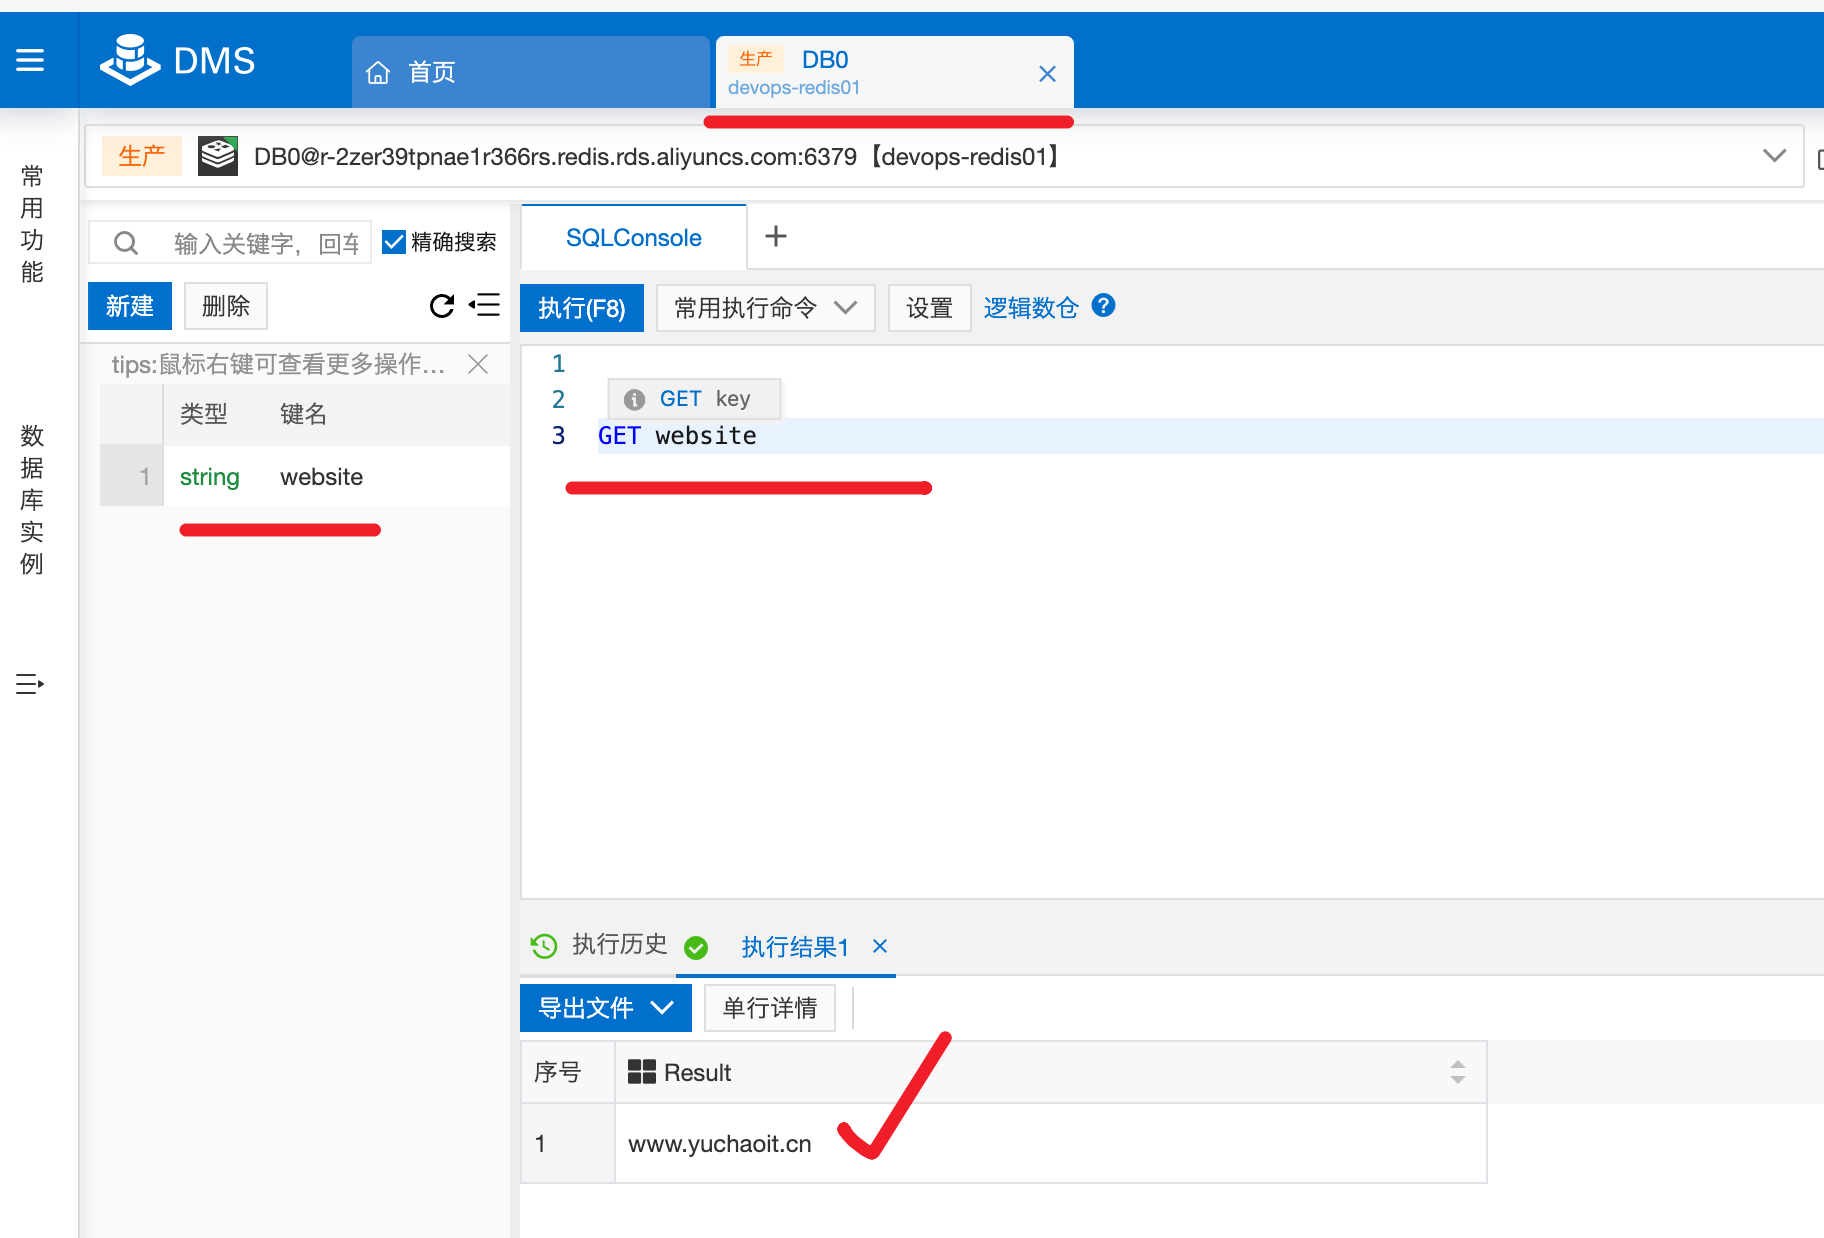 DMS
首页
生产 DB0
devops-redis01
生产 DB0@r-2zer39tpnae1r366rs.redis.rds.aliyuncs.com:6379【devops-redis01】
常用功能
数据库实例
输入关键字，回车
精确搜索
新建 删除
tips:鼠标右键可查看更多操作...
类型 键名
1 string website
SQLConsole
执行(F8) 常用执行命令 设置 逻辑数仓
1
2 GET key
3 GET website
执行历史 执行结果1
导出文件 单行详情
序号 Result
1 www.yuchaoit.cn